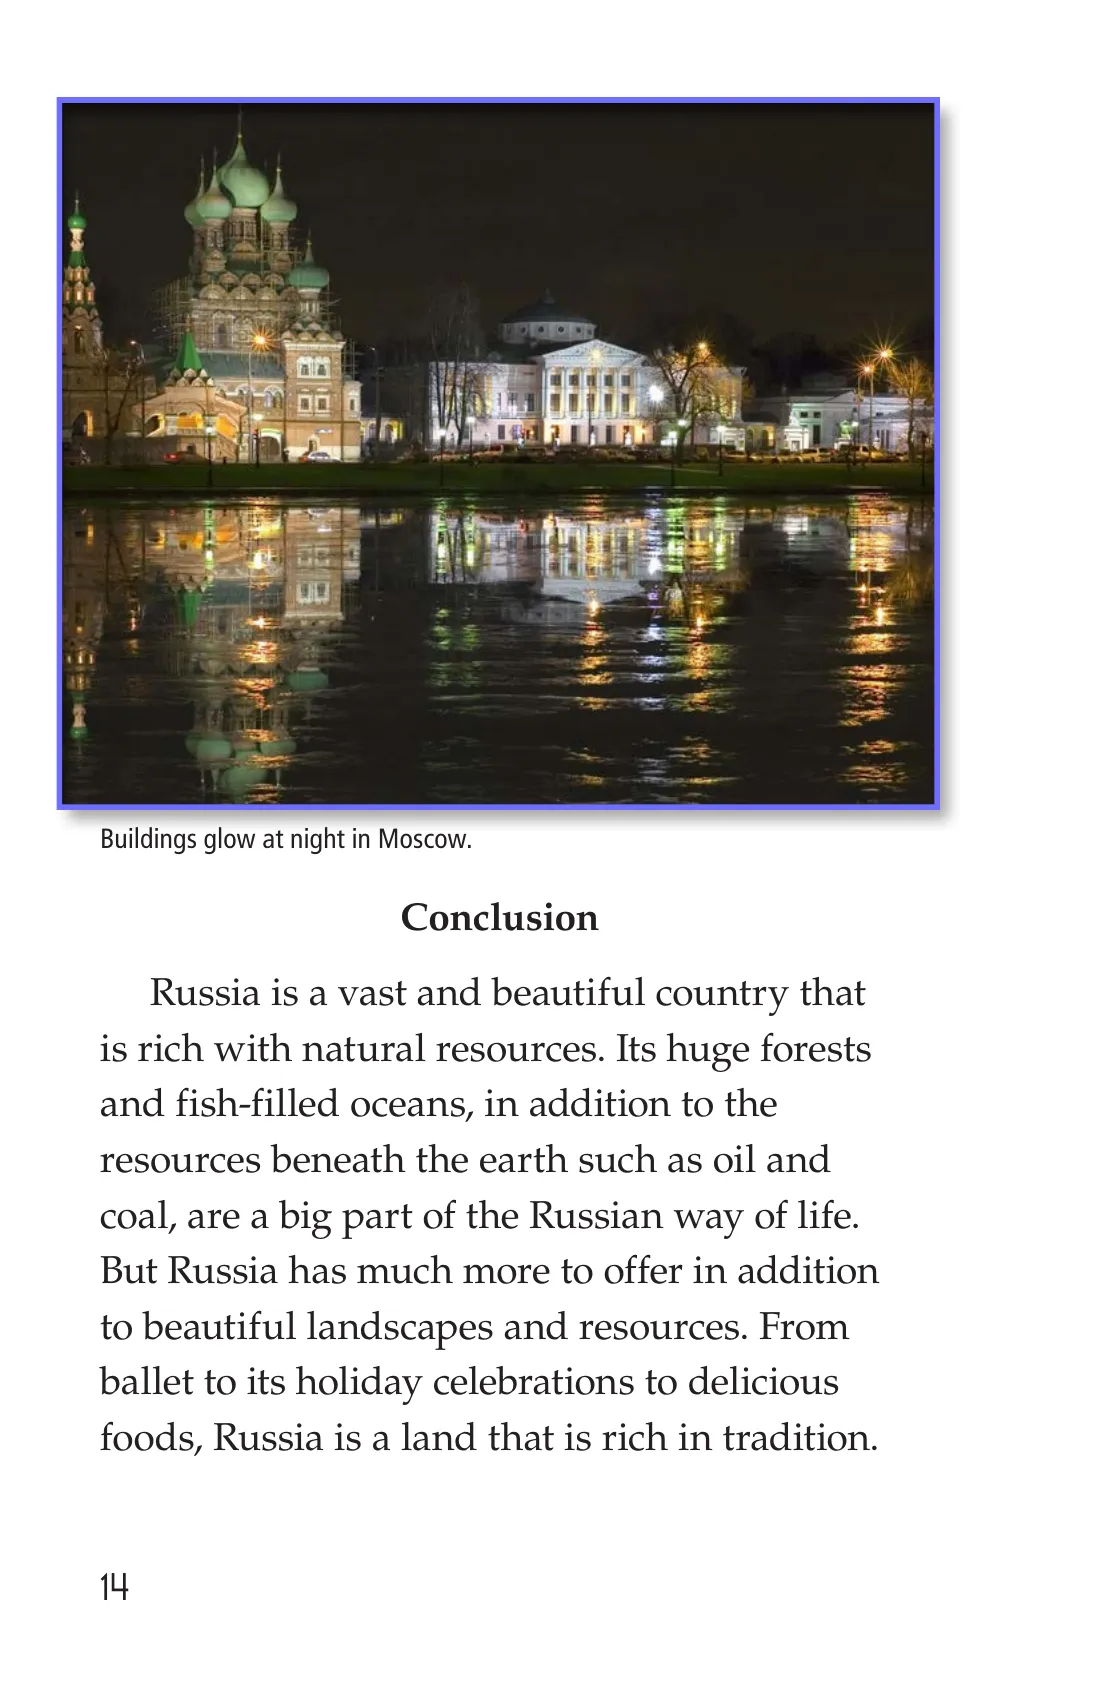 Buildings glow at night in Moscow.
Conclusion
Russia is a vast and beautiful country that
is rich with natural resources. Its huge forests
and fish-filled oceans, in addition to the
resources beneath the earth such as oil and
coal, are a big part of the Russian way of life.
But Russia has much more to offer in addition
to beautiful landscapes and resources. From
ballet to its holiday celebrations to delicious
foods, Russia is a land that is rich in tradition.
14